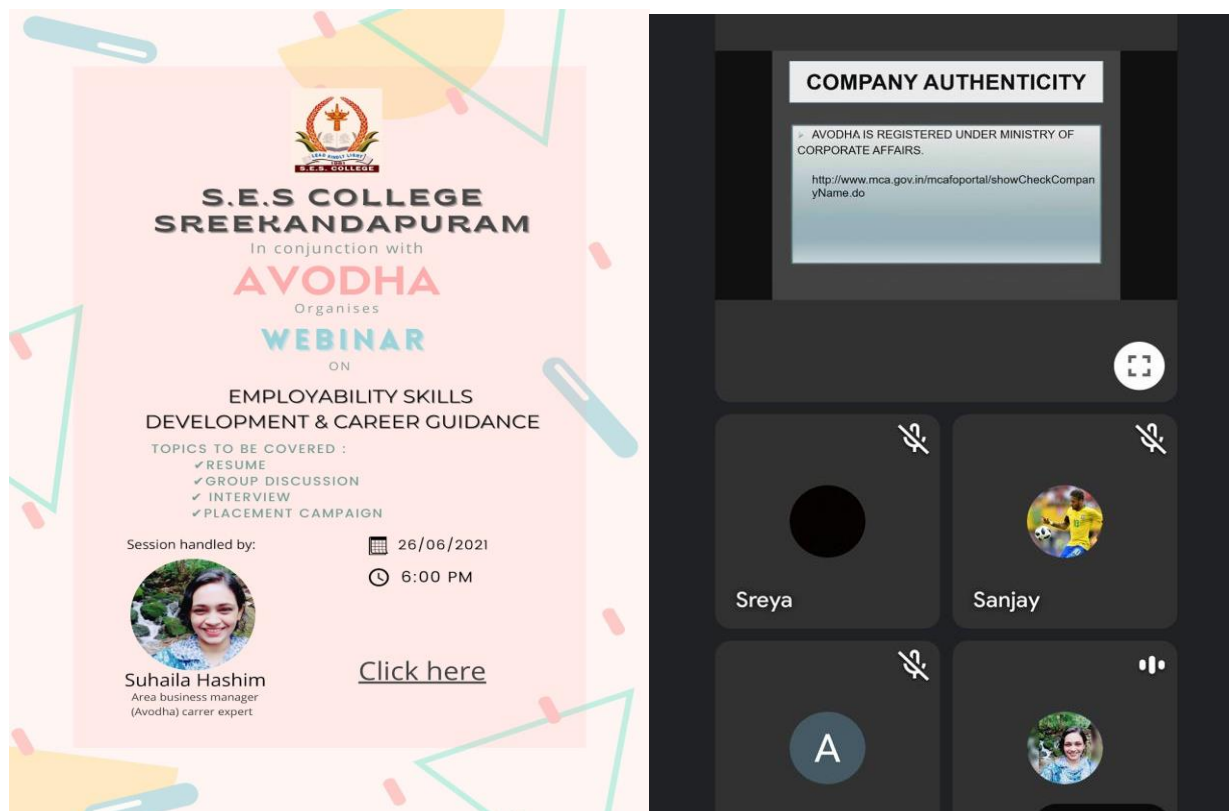 LEAD KINDLY LIGHT
1981
S.E.S. COLLEGE
S.E.S COLLEGE
SREEKANDAPURAM
In conjunction with
AVODHA
Organises
WEBINAR
ON
EMPLOYABILITY SKILLS
DEVELOPMENT & CAREER GUIDANCE
TOPICS TO BE COVERED :
✔RESUME
✔GROUP DISCUSSION
✔ INTERVIEW
✔PLACEMENT CAMPAIGN
Session handled by:
26/06/2021
6:00 PM
Suhaila Hashim
Area business manager
(Avodha) carrer expert
Click here
COMPANY AUTHENTICITY
AVODHA IS REGISTERED UNDER MINISTRY OF
CORPORATE AFFAIRS.
http://www.mca.gov.in/mcafoportal/showCheckCompan
yName.do
Sreya
Sanjay
A